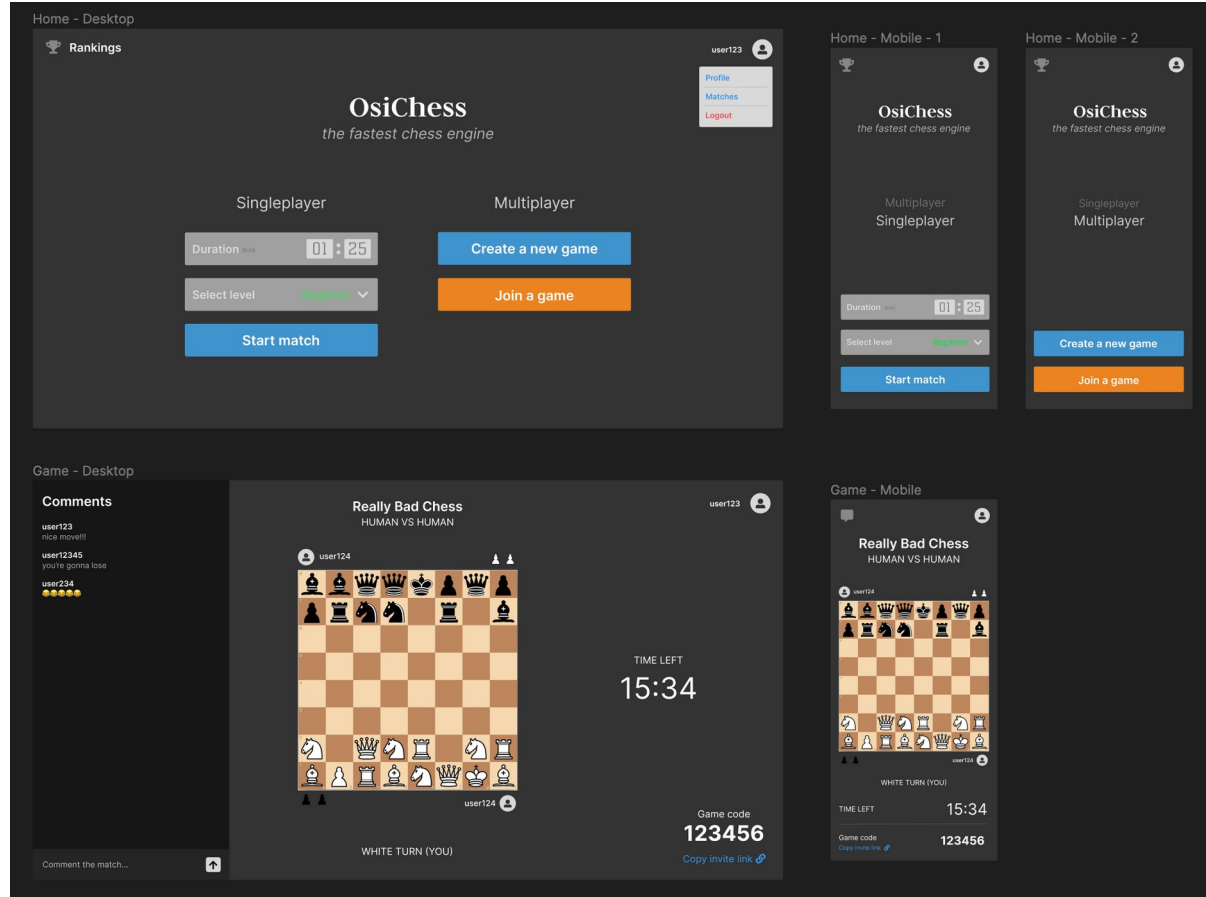 Home - Desktop
Rankings
user123
Profile
Matches
Logout
OsiChess
the fastest chess engine
Singleplayer
Multiplayer
Duration
01:25
Select level
Beginner
Start match
Create a new game
Join a game
Home - Mobile - 1
OsiChess
the fastest chess engine
Multiplayer
Singleplayer
Duration
01:25
Select level
Beginner
Start match
Home - Mobile - 2
OsiChess
the fastest chess engine
Singleplayer
Multiplayer
Create a new game
Join a game
Game - Desktop
Comments
user123
nice move!!!
user12345
you're gonna lose
user234
😂😂😂😂😂
Comment the match...
Really Bad Chess
HUMAN VS HUMAN
user123
user124
user124
WHITE TURN (YOU)
TIME LEFT
15:34
Game code
123456
Copy invite link
Game - Mobile
Really Bad Chess
HUMAN VS HUMAN
user124
user124
WHITE TURN (YOU)
TIME LEFT
15:34
Game code
123456
Copy invite link